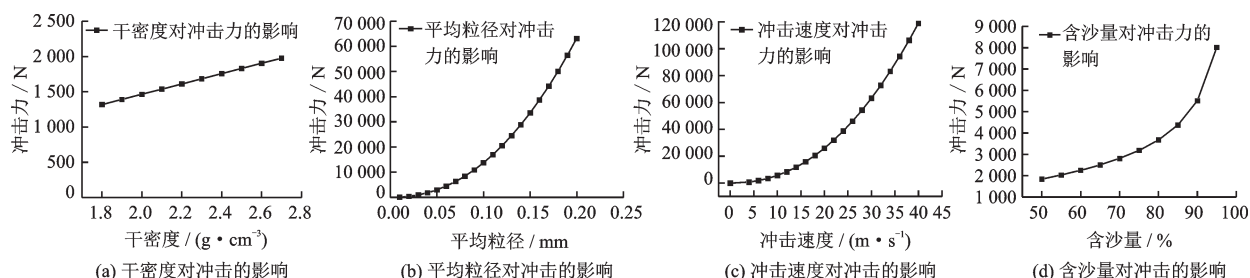 干密度对冲击力的影响
2 500
2 000
1 500
1 000
500
0
冲击力 / N
1.8 2.0 2.2 2.4 2.6 2.8
干密度 / (g·cm⁻³)
(a) 干密度对冲击的影响
平均粒径对冲击
力的影响
70 000
60 000
50 000
40 000
30 000
20 000
10 000
0
冲击力 / N
0.00 0.05 0.10 0.15 0.20 0.25
平均粒径 / mm
(b) 平均粒径对冲击的影响
冲击速度对冲击
力的影响
120 000
100 000
80 000
60 000
40 000
20 000
0
冲击力 / N
0 5 10 15 20 25 30 35 40 45
冲击速度 / (m·s⁻¹)
(c) 冲击速度对冲击的影响
含沙量对冲击力的
影响
9 000
8 000
7 000
6 000
5 000
4 000
3 000
2 000
1 000
冲击力 / N
50 60 70 80 90 100
含沙量 / %
(d) 含沙量对冲击的影响